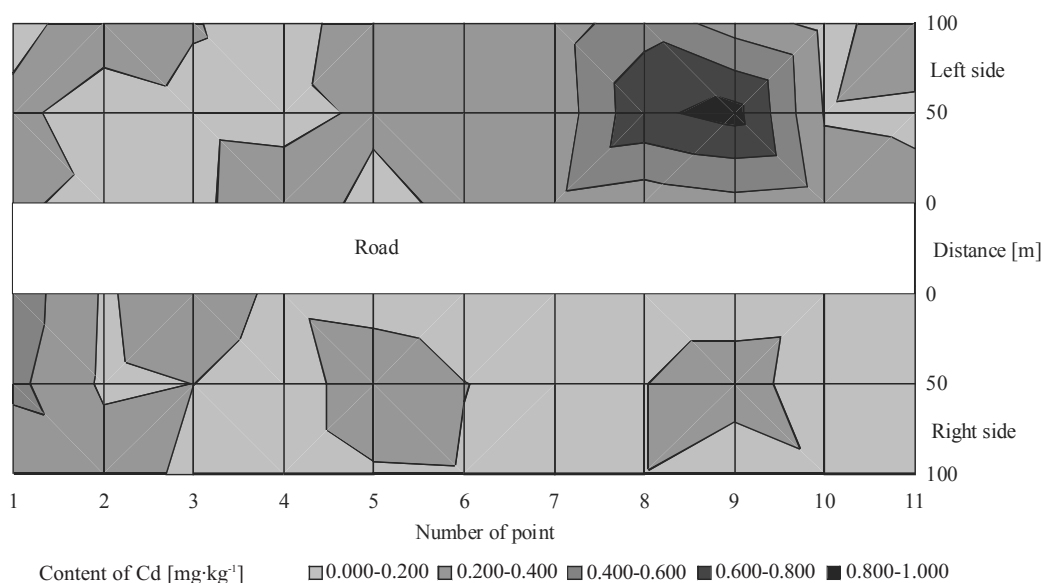 100
Left side
50
0
Road
Distance [m]
0
50
Right side
100
1 2 3 4 5 6 7 8 9 10 11
Number of point
Content of Cd [mg·kg⁻¹] 0.000-0.200 0.200-0.400 0.400-0.600 0.600-0.800 0.800-1.000